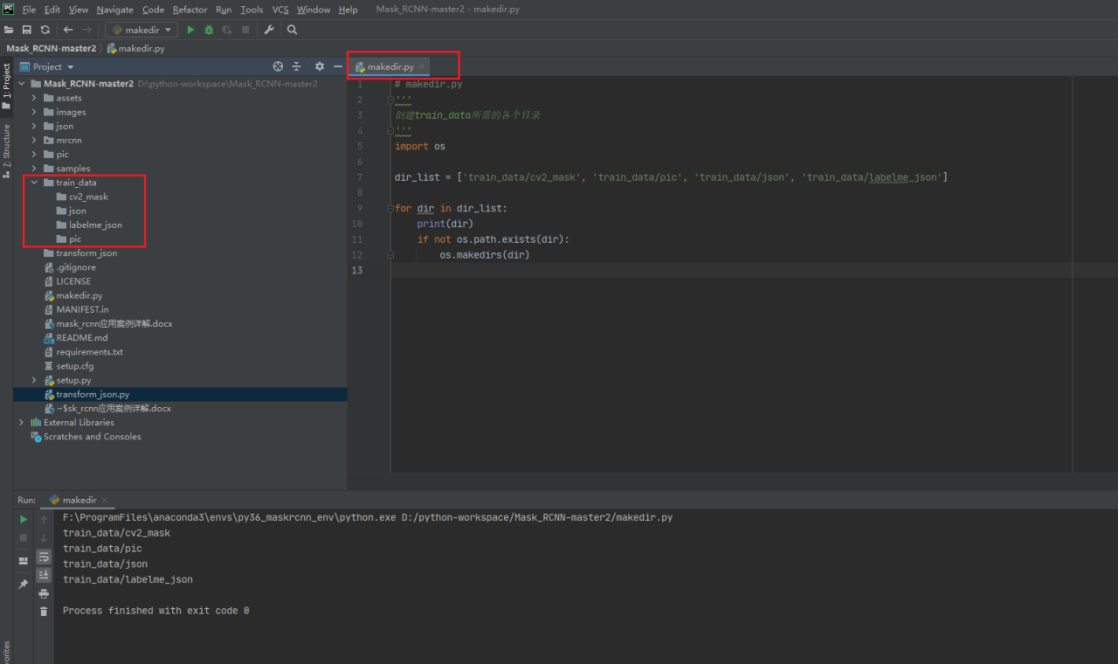 File Edit View Navigate Code Refactor Run Tools VCS Window Help Mask_RCNN-master2 - makedir.py
makedir
Mask_RCNN-master2 makedir.py
Project
makedir.py
1: Project
Z: Structure
Mask_RCNN-master2 D:\python-workspace\Mask_RCNN-master2
assets
images
json
mrcnn
pic
samples
train_data
cv2_mask
json
labelme_json
pic
transform_json
.gitignore
LICENSE
makedir.py
MANIFEST.in
mask_rcnn应用案例详解.docx
README.md
requirements.txt
setup.cfg
setup.py
transform_json.py
~$sk_rcnn应用案例详解.docx
External Libraries
Scratches and Consoles
1 # makedir.py
2 '''
3 创建train_data所需的各个目录
4 '''
5 import os
6
7 dir_list = ['train_data/cv2_mask', 'train_data/pic', 'train_data/json', 'train_data/labelme_json']
8
9 for dir in dir_list:
10 print(dir)
11 if not os.path.exists(dir):
12 os.makedirs(dir)
13
Run: makedir
F:\ProgramFiles\anaconda3\envs\py36_maskrcnn_env\python.exe D:/python-workspace/Mask_RCNN-master2/makedir.py
train_data/cv2_mask
train_data/pic
train_data/json
train_data/labelme_json
Process finished with exit code 0